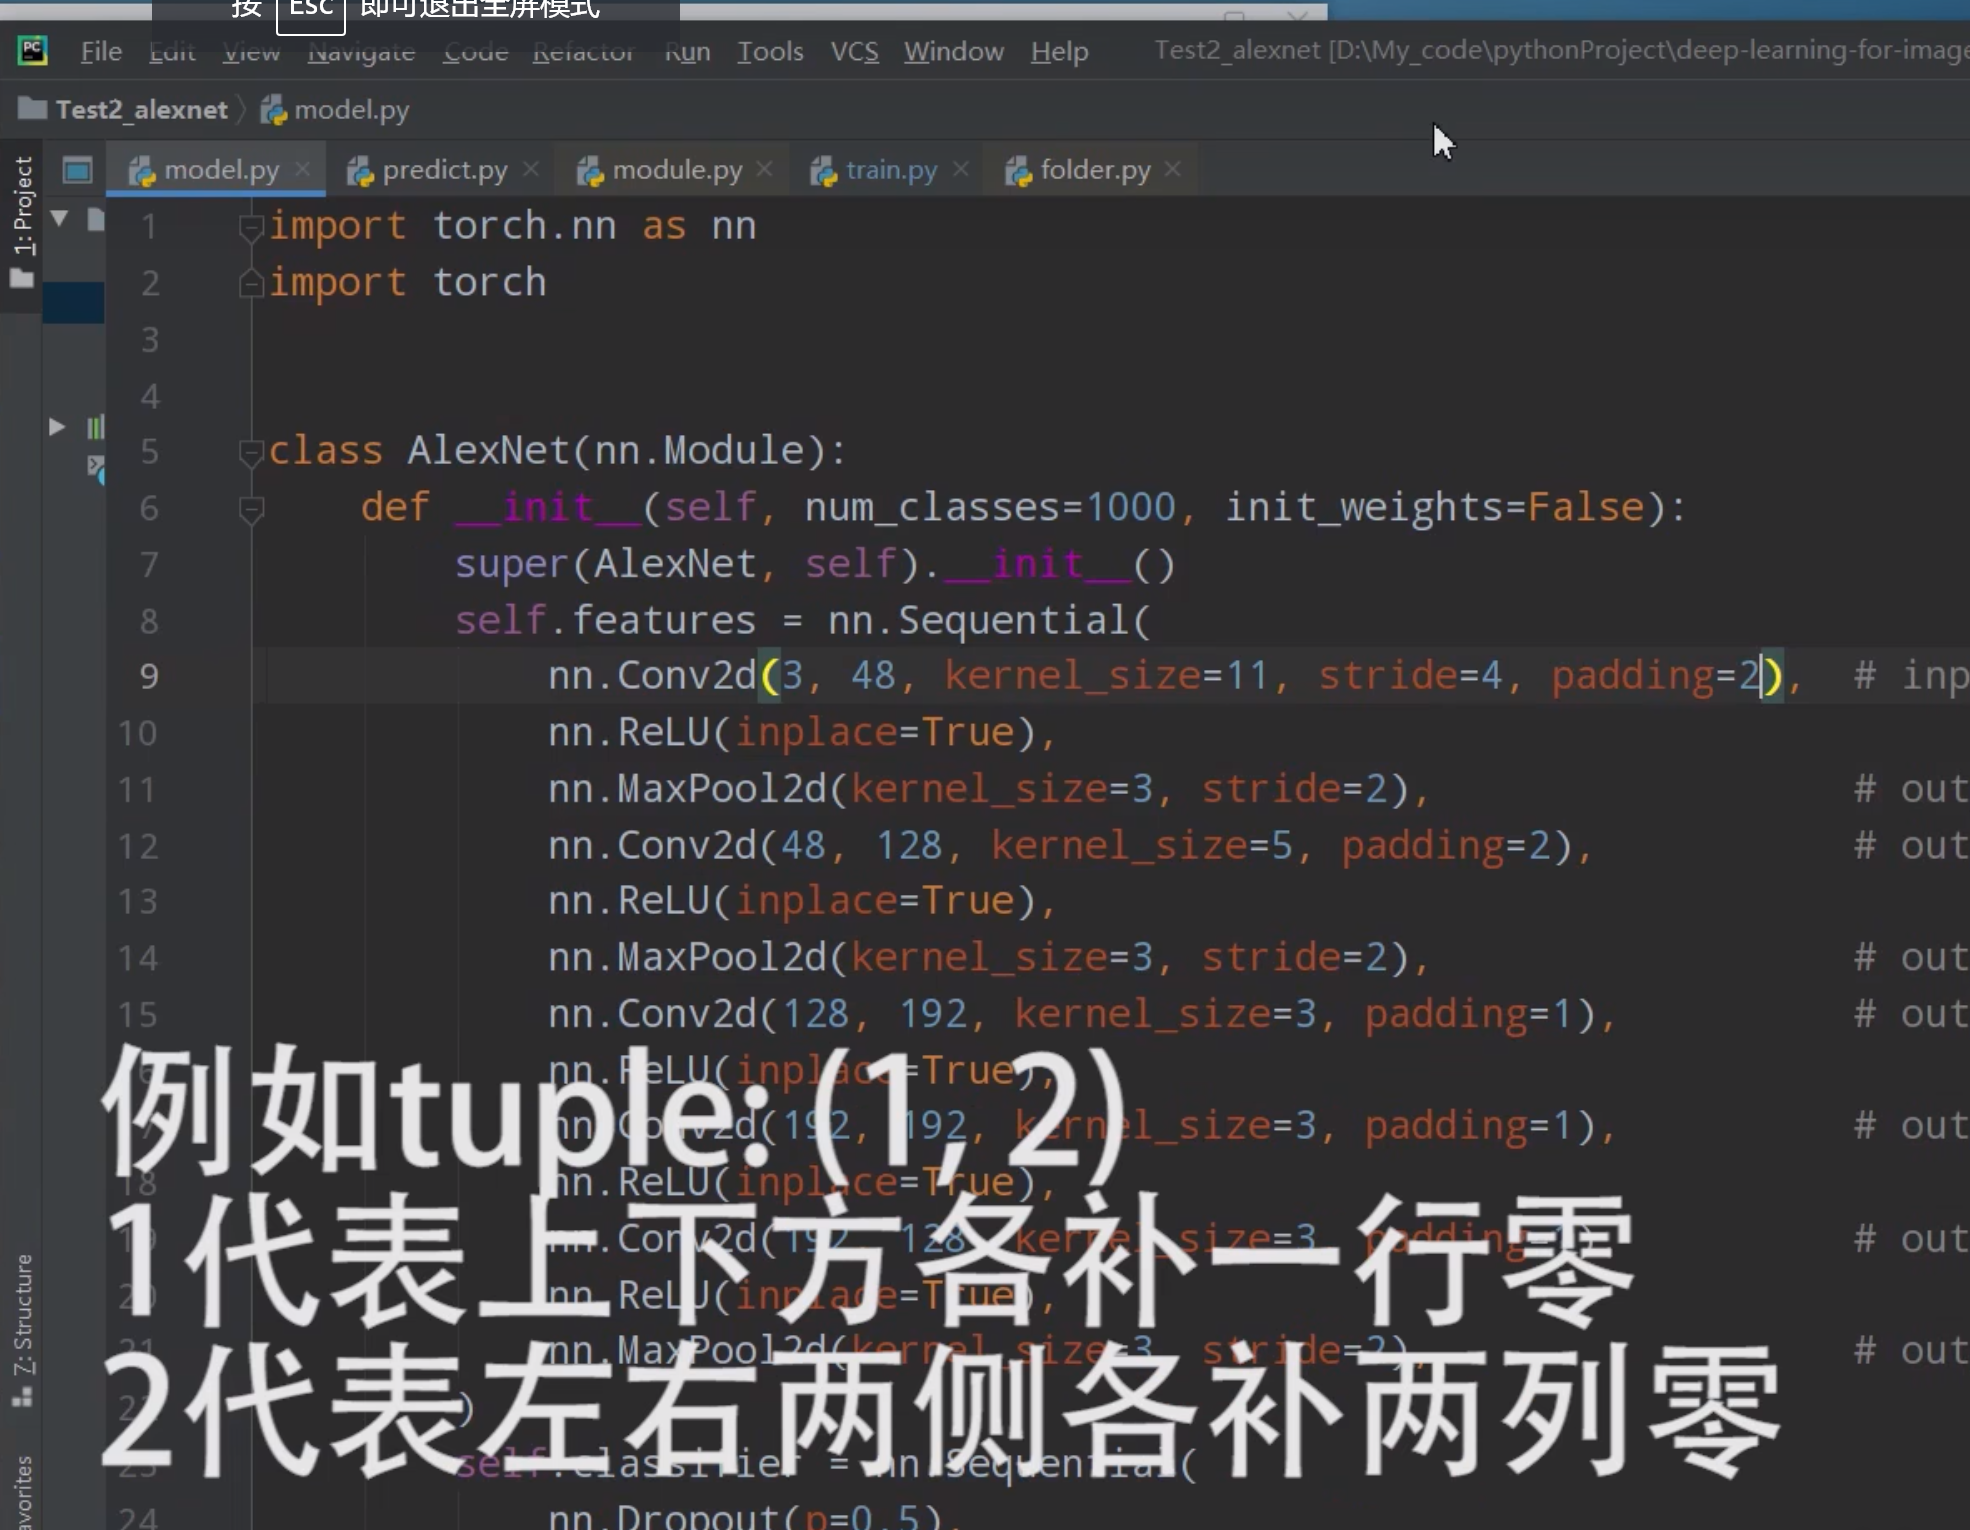 按 Esc 即可退出全屏模式
File Edit View Navigate Code Refactor Run Tools VCS Window Help Test2_alexnet [D:\My_code\pythonProject\deep-learning-for-image
Test2_alexnet model.py
1: Project
model.py predict.py module.py train.py folder.py
1 import torch.nn as nn
2 import torch
3
4
5 class AlexNet(nn.Module):
6 def __init__(self, num_classes=1000, init_weights=False):
7 super(AlexNet, self).__init__()
8 self.features = nn.Sequential(
9 nn.Conv2d(3, 48, kernel_size=11, stride=4, padding=2), # inp
10 nn.ReLU(inplace=True),
11 nn.MaxPool2d(kernel_size=3, stride=2), # out
12 nn.Conv2d(48, 128, kernel_size=5, padding=2), # out
13 nn.ReLU(inplace=True),
14 nn.MaxPool2d(kernel_size=3, stride=2), # out
15 nn.Conv2d(128, 192, kernel_size=3, padding=1), # out
nn.ReLU(inplace=True),
例如tuple: (1, 2)
nn.Conv2d(192, 192, kernel_size=3, padding=1), # out
18 nn.ReLU(inplace=True),
1代表上下方各补一行零
19 nn.Conv2d(192, 128, kernel_size=3, padding=1), # out
20 nn.ReLU(inplace=True),
21 nn.MaxPool2d(kernel_size=3, stride=2), # out
2代表左右两侧各补两列零
22 )
23 self.classifier = nn.Sequential(
24 nn.Dropout(p=0.5),
7: Structure
avorites